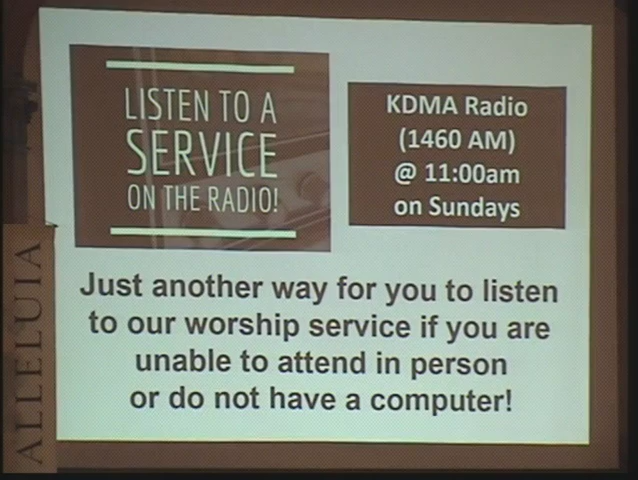 LISTEN TO A
SERVICE
ON THE RADIO!
KDMA Radio
(1460 AM)
@ 11:00am
on Sundays
Just another way for you to listen
to our worship service if you are
unable to attend in person
or do not have a computer!
ALLELUIA